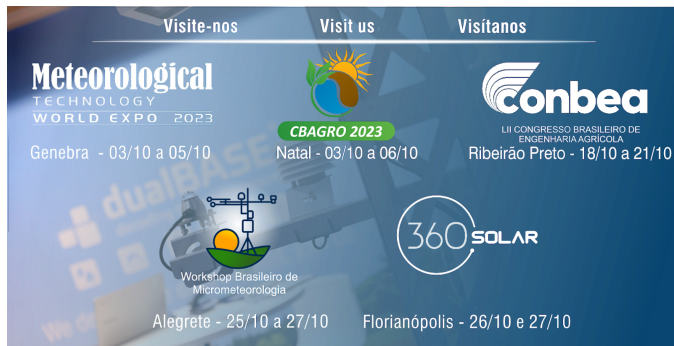 Visite-nos
Visit us
Visítanos
Meteorological
TECHNOLOGY
WORLD EXPO 2023
Genebra - 03/10 a 05/10
CBAGRO 2023
Natal - 03/10 a 06/10
conbea
LII CONGRESSO BRASILEIRO DE
ENGENHARIA AGRÍCOLA
Ribeirão Preto - 18/10 a 21/10
dualBASE
Workshop Brasileiro de
Micrometeorologia
Alegrete - 25/10 a 27/10
360 SOLAR
Florianópolis - 26/10 e 27/10